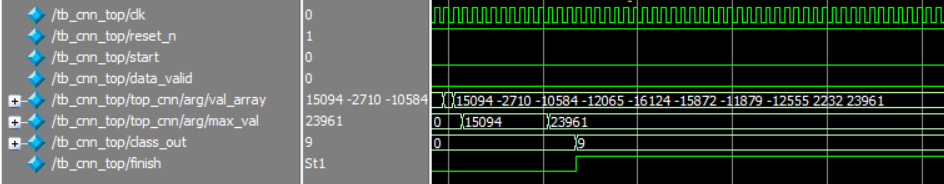 /tb_cnn_top/clk 0
/tb_cnn_top/reset_n 1
/tb_cnn_top/start 0
/tb_cnn_top/data_valid 0
/tb_cnn_top/top_cnn/arg/val_array 15094 -2710 -10584 15094 -2710 -10584 -12065 -16124 -15872 -11879 -12555 2232 23961
/tb_cnn_top/top_cnn/arg/max_val 23961 0 15094 23961
/tb_cnn_top/class_out 9 0 9
/tb_cnn_top/finish St1